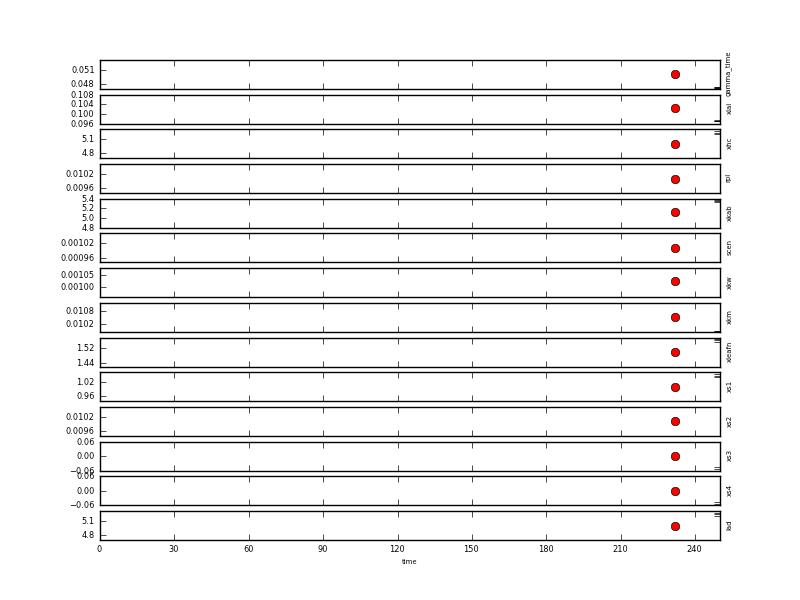 0.051
0.048
gamma_time
0.108
0.104
0.100
0.096
xlai
5.1
4.8
xhc
0.0102
0.0096
rpi
5.4
5.2
5.0
4.8
xkab
0.00102
0.00096
scen
0.00105
0.00100
xkw
0.0108
0.0102
xkm
1.52
1.44
xleafn
1.02
0.96
xs1
0.0102
0.0096
xs2
0.06
0.00
−0.06
xs3
0.06
0.00
−0.06
xs4
5.1
4.8
lad
0 30 60 90 120 150 180 210 240
time